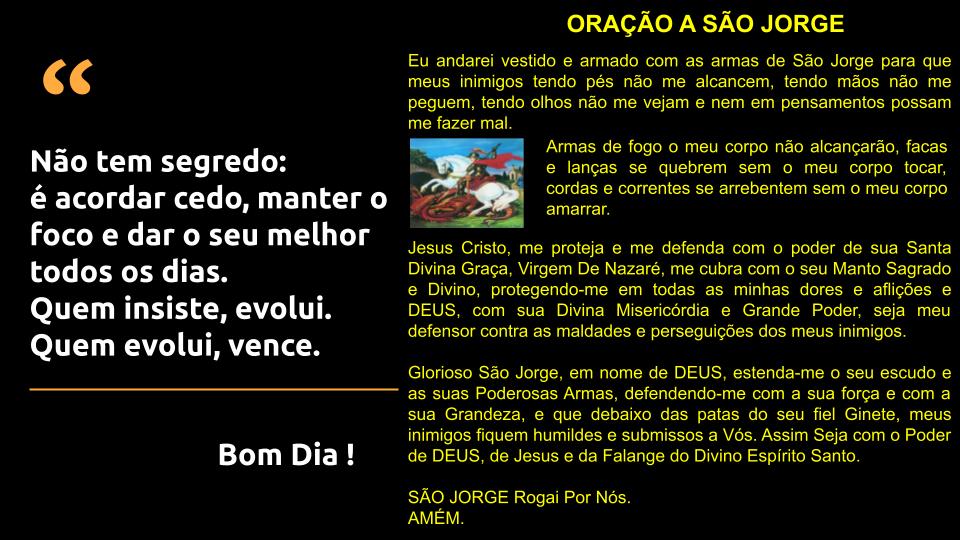 “
Não tem segredo:
é acordar cedo, manter o
foco e dar o seu melhor
todos os dias.
Quem insiste, evolui.
Quem evolui, vence.
Bom Dia !
ORAÇÃO A SÃO JORGE
Eu andarei vestido e armado com as armas de São Jorge para que
meus inimigos tendo pés não me alcancem, tendo mãos não me
peguem, tendo olhos não me vejam e nem em pensamentos possam
me fazer mal.
Armas de fogo o meu corpo não alcançarão, facas
e lanças se quebrem sem o meu corpo tocar,
cordas e correntes se arrebentem sem o meu corpo
amarrar.
Jesus Cristo, me proteja e me defenda com o poder de sua Santa
Divina Graça, Virgem De Nazaré, me cubra com o seu Manto Sagrado
e Divino, protegendo-me em todas as minhas dores e aflições e
DEUS, com sua Divina Misericórdia e Grande Poder, seja meu
defensor contra as maldades e perseguições dos meus inimigos.
Glorioso São Jorge, em nome de DEUS, estenda-me o seu escudo e
as suas Poderosas Armas, defendendo-me com a sua força e com a
sua Grandeza, e que debaixo das patas do seu fiel Ginete, meus
inimigos fiquem humildes e submissos a Vós. Assim Seja com o Poder
de DEUS, de Jesus e da Falange do Divino Espírito Santo.
SÃO JORGE Rogai Por Nós.
AMÉM.